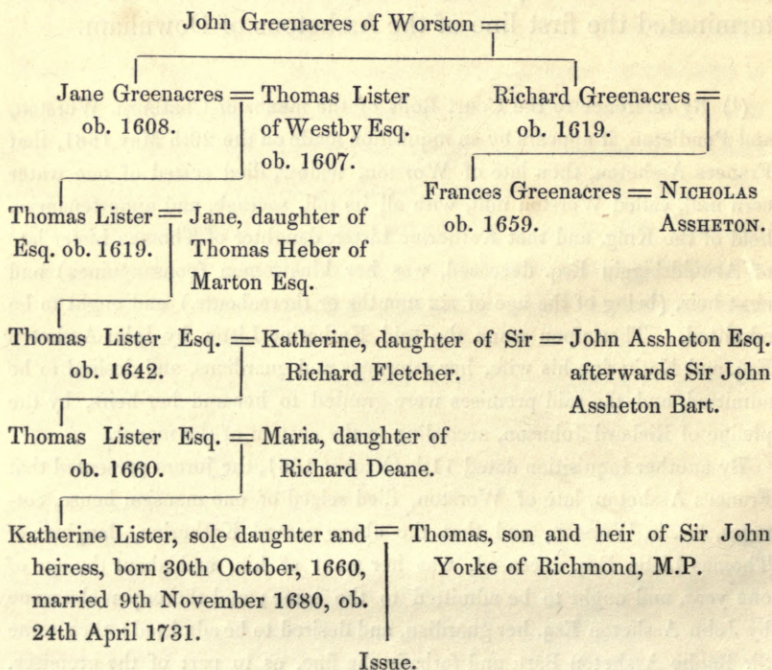 John Greenacres of Worston =
Jane Greenacres = Thomas Lister
ob. 1608. of Westby Esq.
ob. 1607.
Richard Greenacres =
ob. 1619.
Frances Greenacres = NICHOLAS
ob. 1659. ASSHETON.
Thomas Lister = Jane, daughter of
Esq. ob. 1619. Thomas Heber of
Marton Esq.
Thomas Lister Esq. = Katherine, daughter of Sir = John Assheton Esq.
ob. 1642. Richard Fletcher. afterwards Sir John
Assheton Bart.
Thomas Lister Esq. = Maria, daughter of
ob. 1660. Richard Deane.
Katherine Lister, sole daughter and = Thomas, son and heir of Sir John
heiress, born 30th October, 1660, Yorke of Richmond, M.P.
married 9th November 1680, ob.
24th April 1731.
Issue.